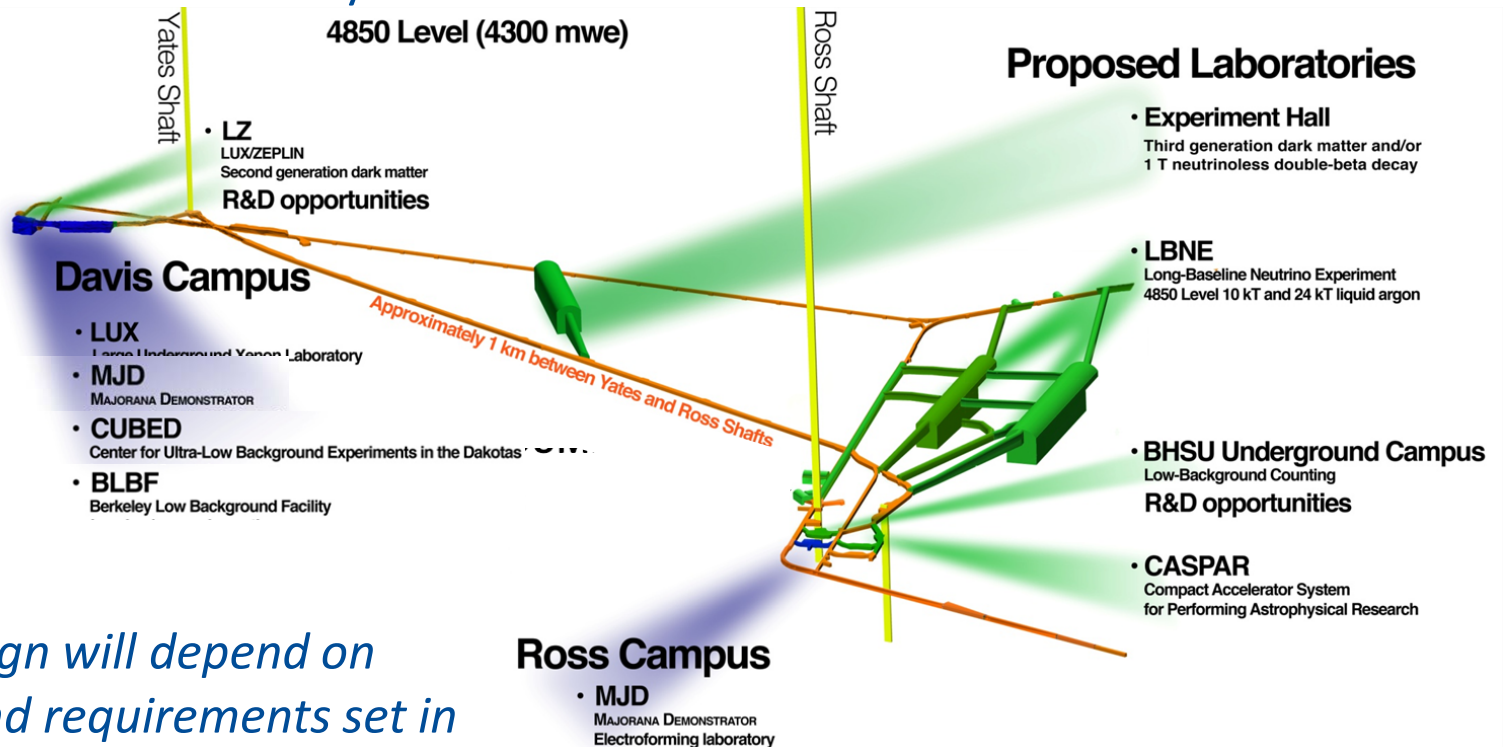 4850 Level (4300 mwe)
Yates Shaft
Ross Shaft
Proposed Laboratories
• LZ
LUX/ZEPLIN
Second generation dark matter
R&D opportunities
• Experiment Hall
Third generation dark matter and/or
1 T neutrinoless double-beta decay
• LBNE
Long-Baseline Neutrino Experiment
4850 Level 10 kT and 24 kT liquid argon
Davis Campus
• LUX
Large Underground Xenon Laboratory
• MJD
MAJORANA DEMONSTRATOR
• CUBED
Center for Ultra-Low Background Experiments in the Dakotas
• BLBF
Berkeley Low Background Facility
Approximately 1 km between Yates and Ross Shafts
• BHSU Underground Campus
Low-Background Counting
R&D opportunities
• CASPAR
Compact Accelerator System
for Performing Astrophysical Research
Ross Campus
• MJD
MAJORANA DEMONSTRATOR
Electroforming laboratory
gn will depend on
nd requirements set in